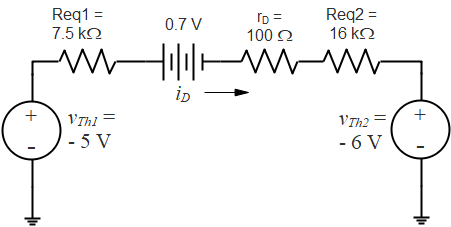 Req1 =
7.5 kΩ
0.7 V
rD =
100 Ω
Req2 =
16 kΩ
iD
+
-
vTh1 =
- 5 V
vTh2 =
- 6 V
+
-